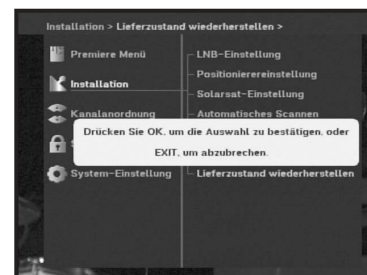 Installation > Lieferzustand wiederherstellen >
Premiere Menü
Installation
Kanalanordnung
System-Einstellung
LNB-Einstellung
Positionierereinstellung
Solarsat-Einstellung
Automatisches Scannen
Lieferzustand wiederherstellen
Drücken Sie OK, um die Auswahl zu bestätigen, oder
EXIT, um abzubrechen.